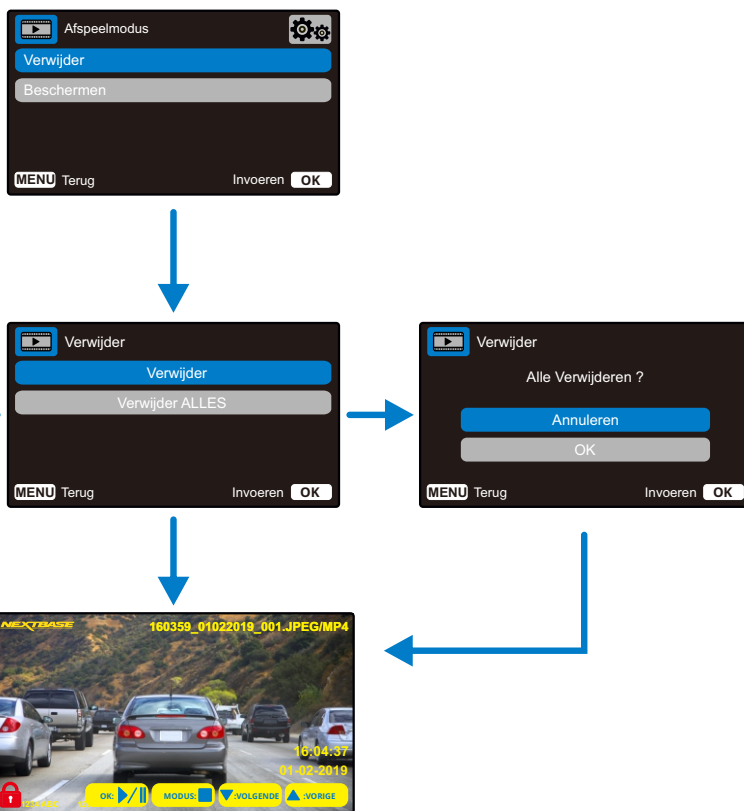 Afspeelmodus
Verwijder
Beschermen
MENU Terug Invoeren OK
Verwijder
Verwijder
Verwijder ALLES
MENU Terug Invoeren OK
Verwijder
Alle Verwijderen ?
Annuleren
OK
MENU Terug Invoeren OK
NEXTBASE 160359_01022019_001.JPEG/MP4
16:04:37
01-02-2019
OK: MODUS: :VOLGENDE :VORIGE